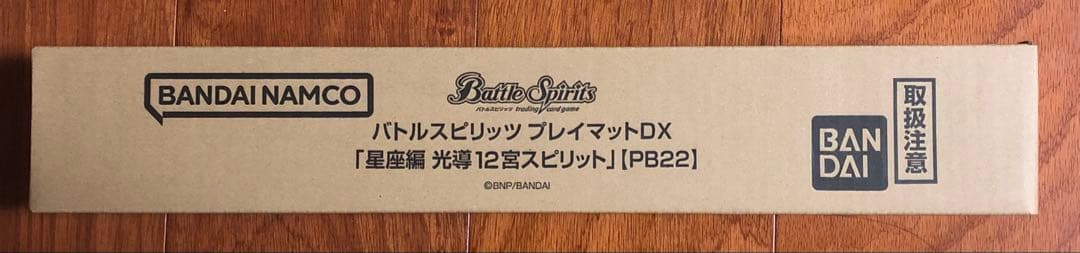 BANDAI NAMCO
Battle Spirits
バトルスピリッツ trading card game
バトルスピリッツ プレイマットDX
「星座編 光導12宮スピリット」【PB22】
©BNP/BANDAI
BAN
DAI
取扱注意